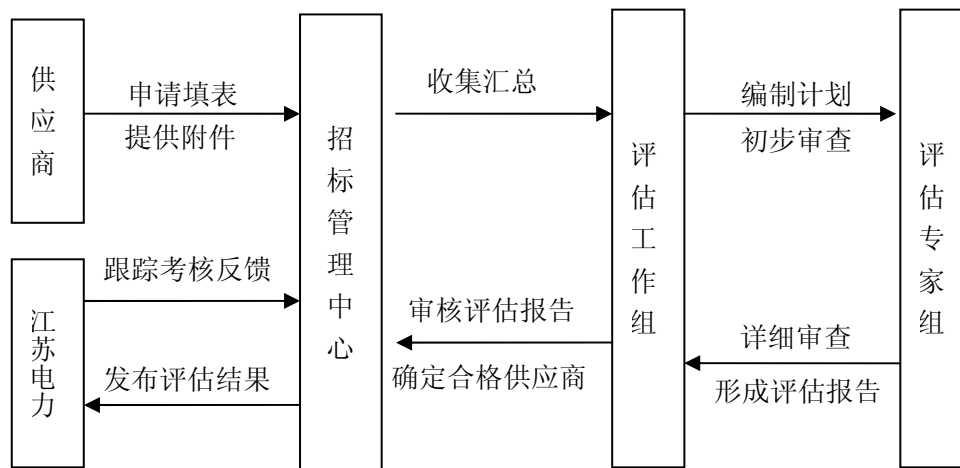 供应商
申请填表
提供附件
招标管理中心
收集汇总
评估工作组
编制计划
初步审查
评估专家组
江苏电力
跟踪考核反馈
发布评估结果
审核评估报告
确定合格供应商
详细审查
形成评估报告